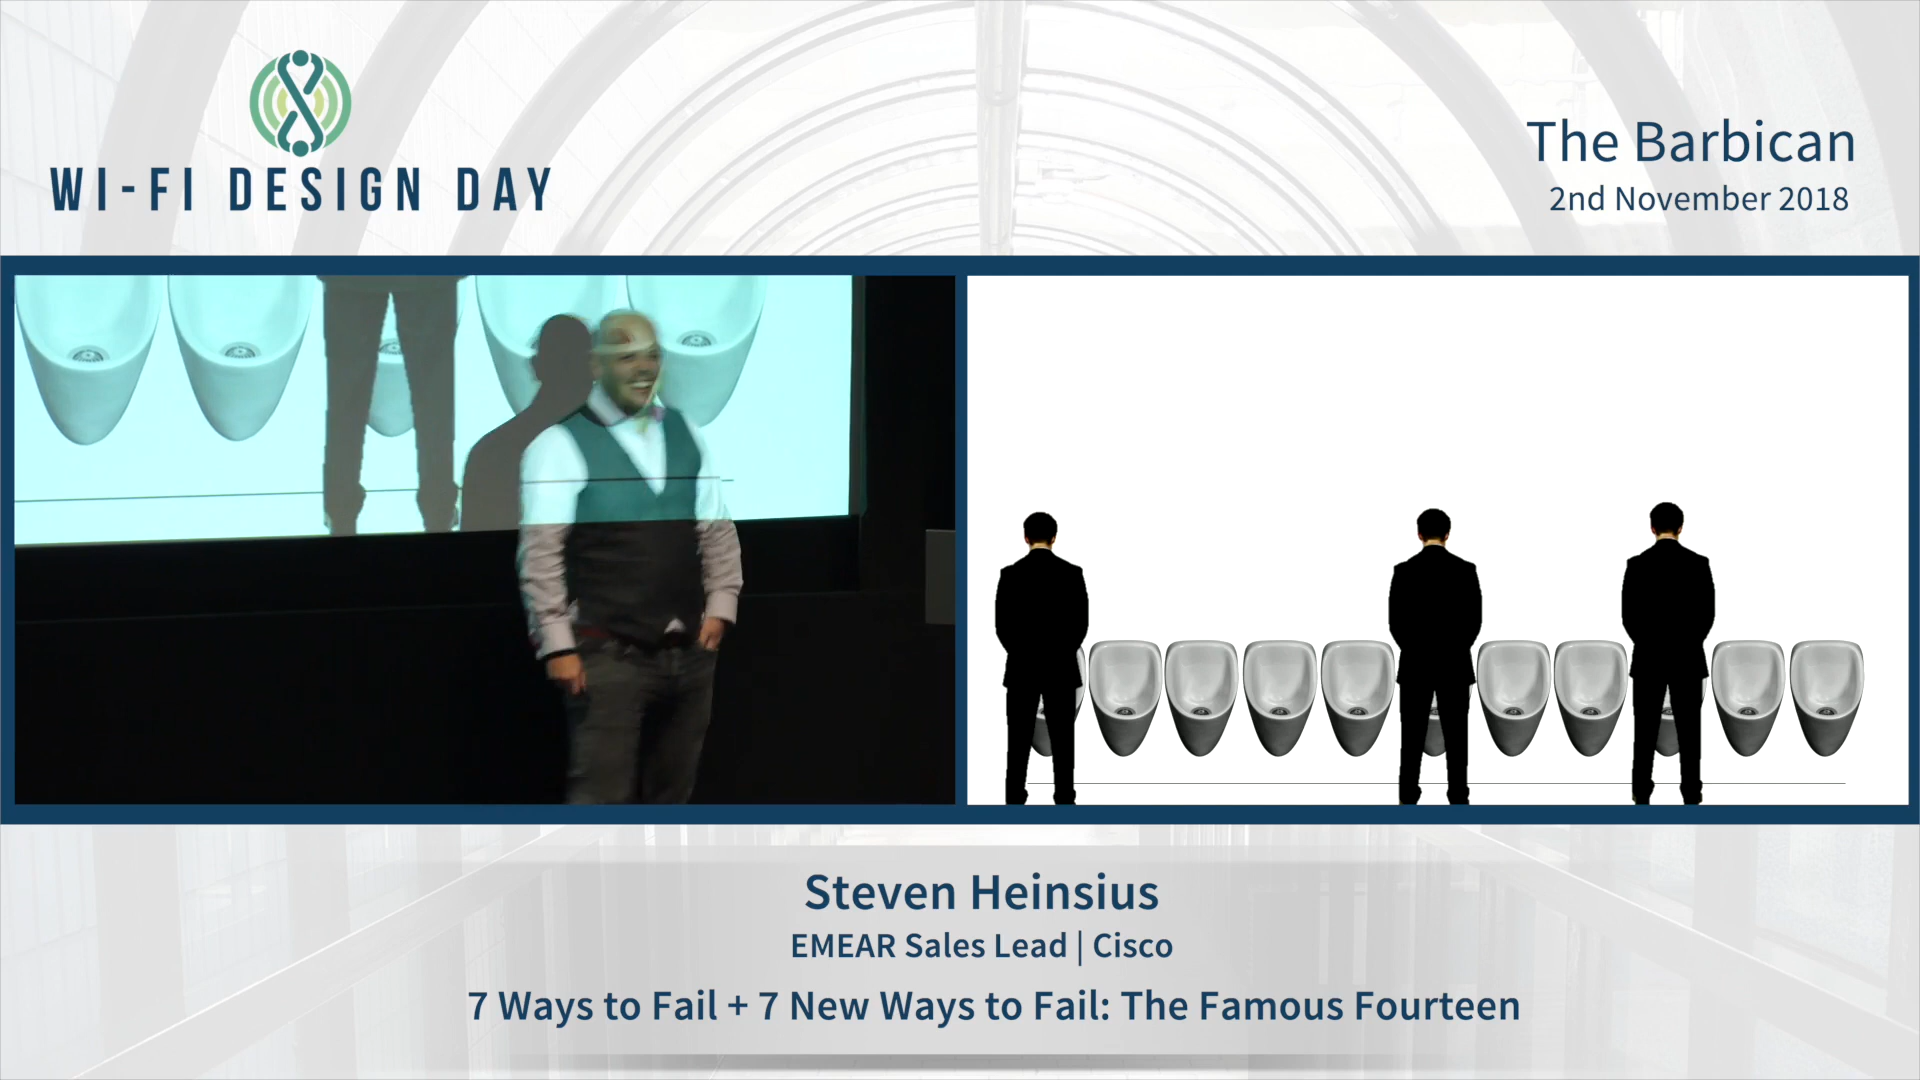 WI-FI DESIGN DAY
The Barbican
2nd November 2018
Steven Heinsius
EMEAR Sales Lead | Cisco
7 Ways to Fail + 7 New Ways to Fail: The Famous Fourteen